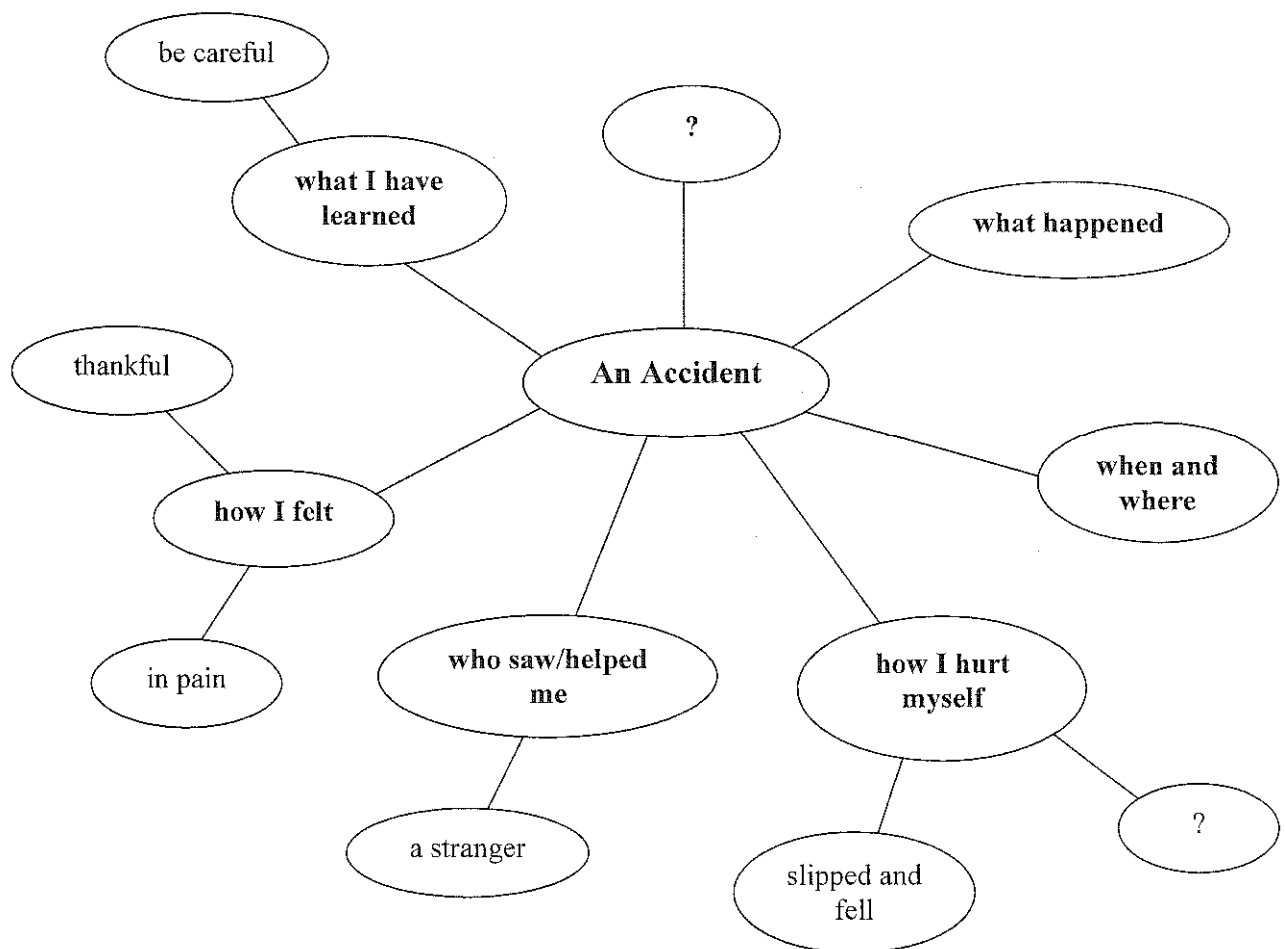 be careful
?
what I have
learned
what happened
thankful
An Accident
when and
where
how I felt
who saw/helped
me
how I hurt
myself
in pain
a stranger
slipped and
fell
?